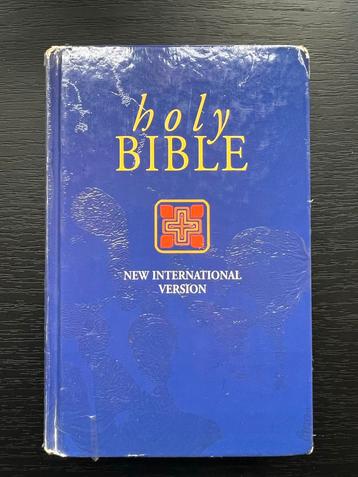 holy
BIBLE
NEW INTERNATIONAL
VERSION